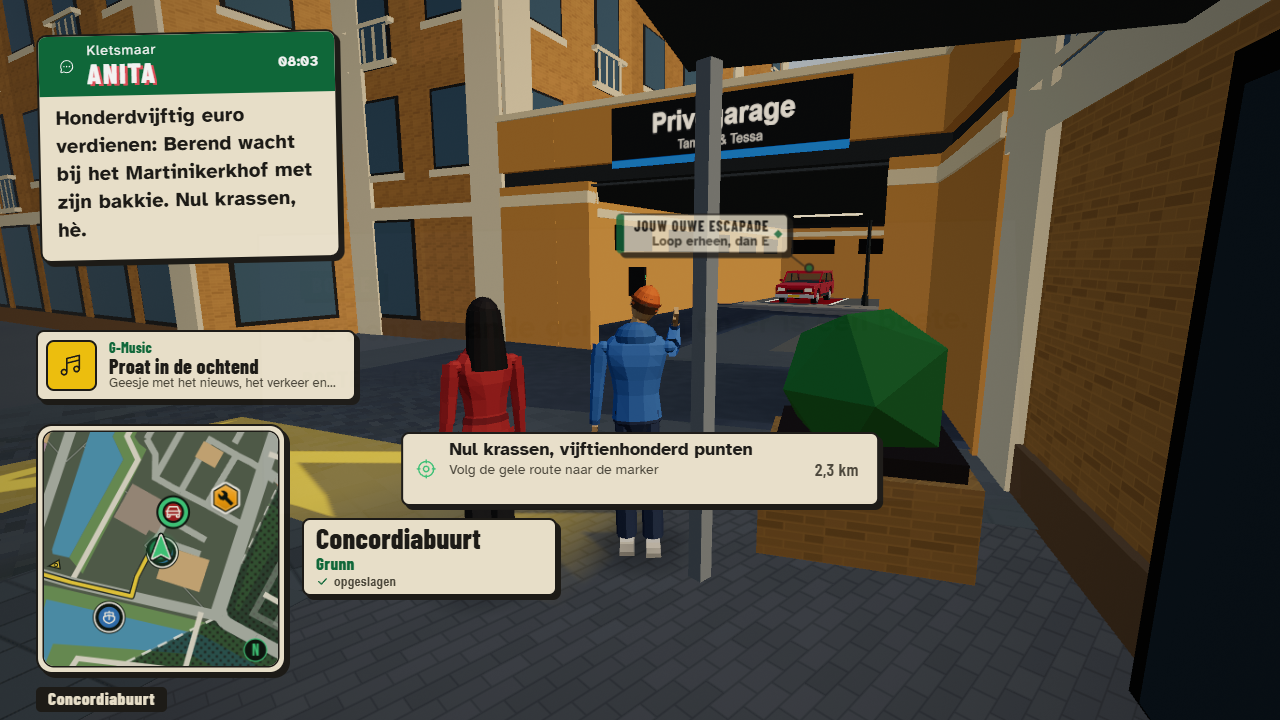 Kletsmaar
ANITA
08:03
Honderdvijftig euro
verdienen: Berend wacht
bij het Martinikerkhof met
zijn bakkie. Nul krassen,
hè.
JOUW OUWE ESCAPADE
Loop erheen, dan E
G-Music
Proat in de ochtend
Geesje met het nieuws, het verkeer en...
Nul krassen, vijftienhonderd punten
Volg de gele route naar de marker
2,3 km
Concordiabuurt
Grunn
opgeslagen
N
Concordiabuurt